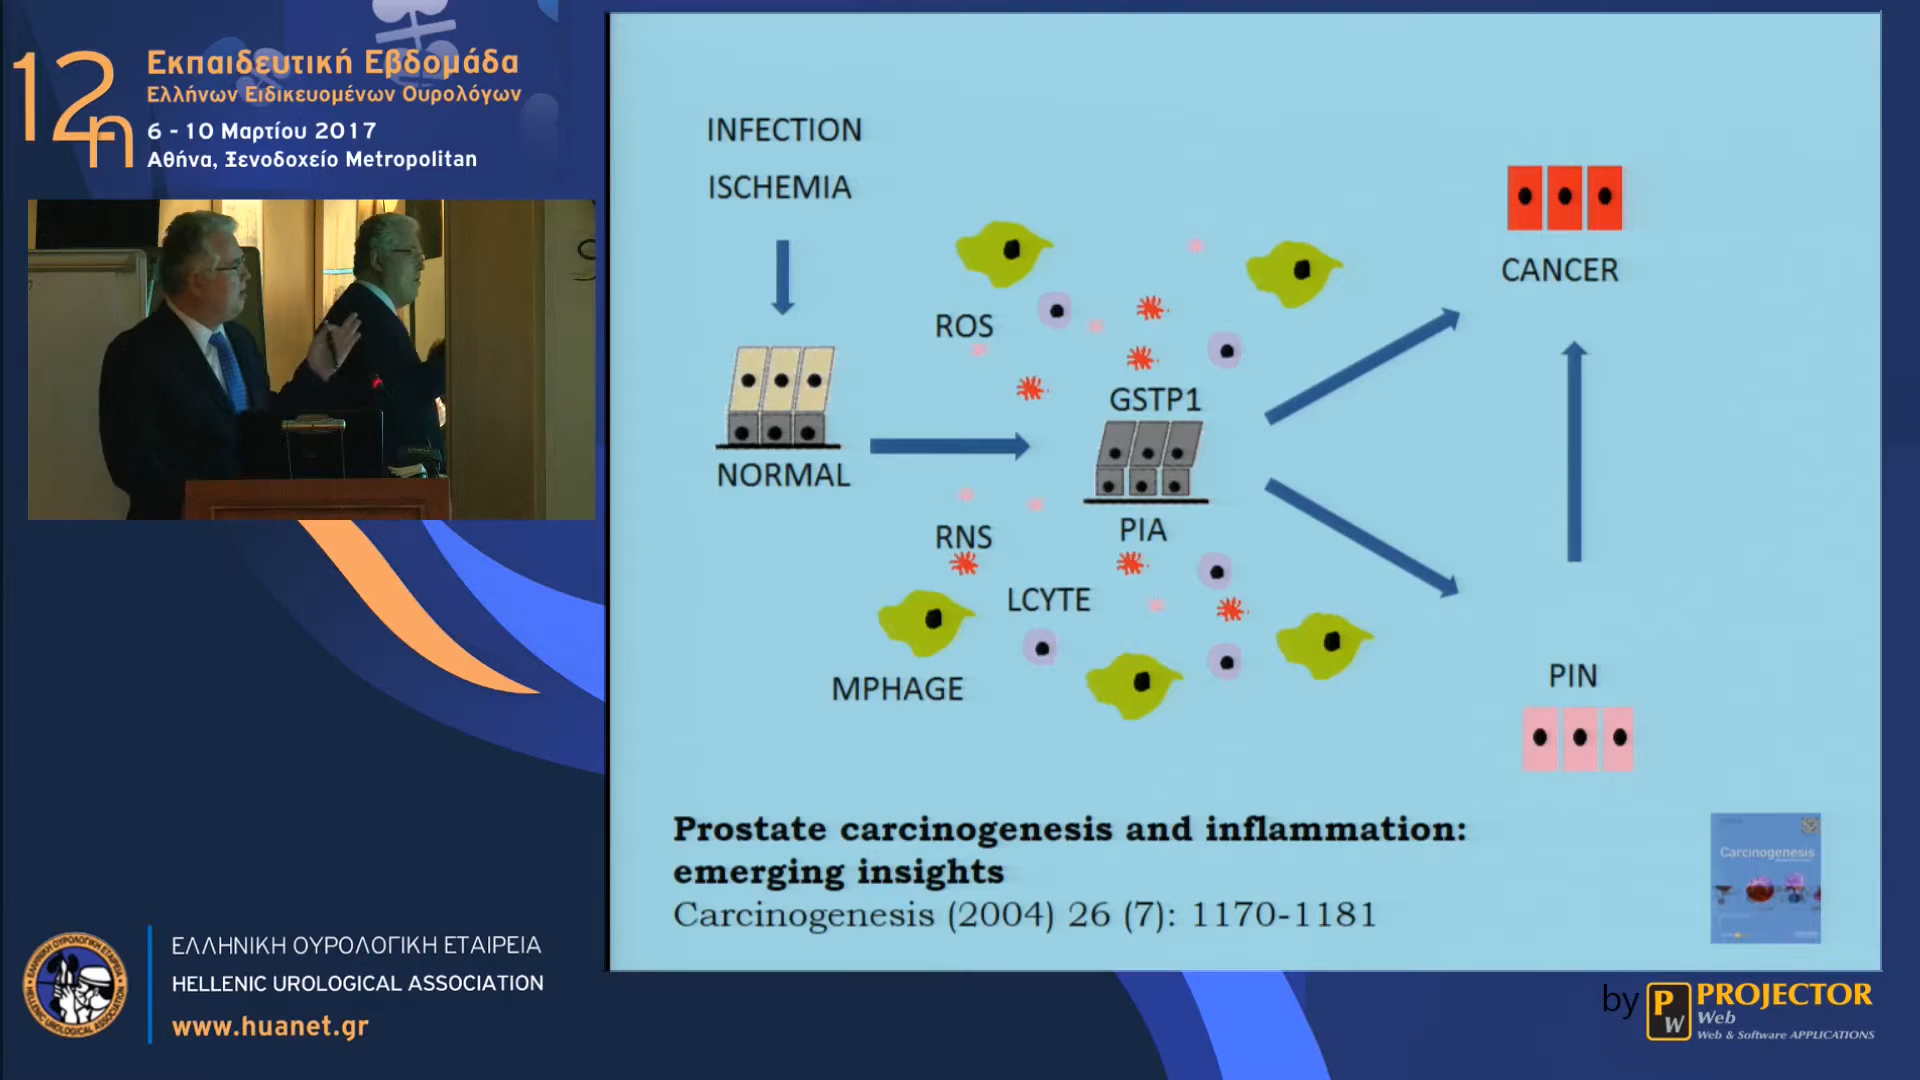 12η
Εκπαιδευτική Εβδομάδα
Ελλήνων Ειδικευομένων Ουρολόγων
6 - 10 Μαρτίου 2017
Αθήνα, Ξενοδοχείο Metropolitan
INFECTION
ISCHEMIA
CANCER
ROS
GSTP1
NORMAL
PIA
RNS
LCYTE
MPHAGE
PIN
Prostate carcinogenesis and inflammation:
emerging insights
Carcinogenesis (2004) 26 (7): 1170-1181
Carcinogenesis
ΕΛΛΗΝΙΚΗ ΟΥΡΟΛΟΓΙΚΗ ΕΤΑΙΡΕΙΑ
HELLENIC UROLOGICAL ASSOCIATION
www.huanet.gr
by PW PROJECTOR
Web
Web & Software APPLICATIONS